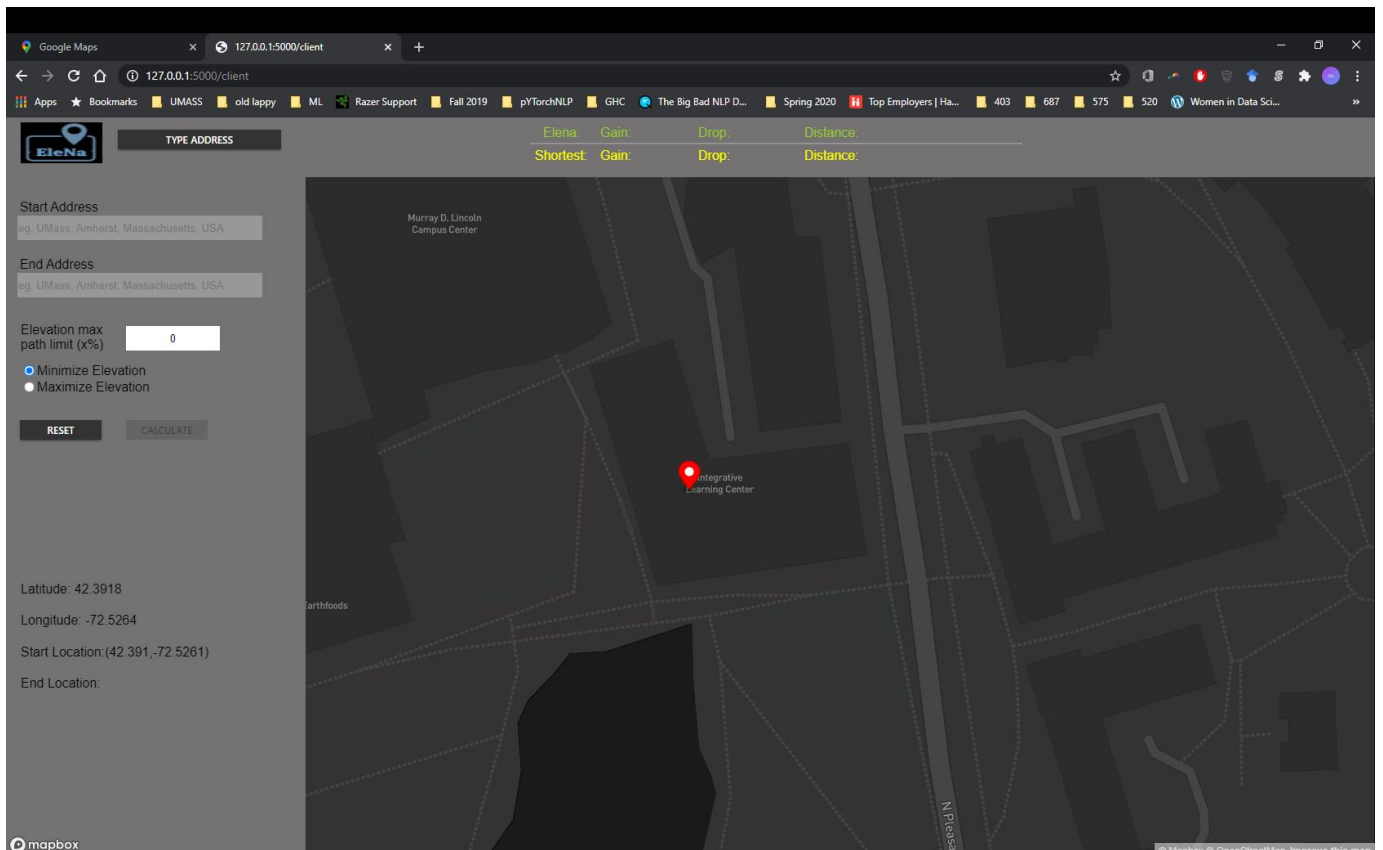 Google Maps
127.0.0.1:5000/client
127.0.0.1:5000/client
Apps Bookmarks UMASS old lappy ML Razer Support Fall 2019 pYTorchNLP GHC The Big Bad NLP D... Spring 2020 Top Employers | Ha... 403 687 575 520 Women in Data Sci... »
EleNa
TYPE ADDRESS
Elena: Gain: Drop: Distance:
Shortest: Gain: Drop: Distance:
Start Address
eg. UMass, Amherst, Massachusetts, USA
End Address
eg. UMass, Amherst, Massachusetts, USA
Elevation max
path limit (x%)
0
Minimize Elevation
Maximize Elevation
RESET CALCULATE
Latitude: 42.3918
Longitude: -72.5264
Start Location:(42.391,-72.5261)
End Location:
Murray D. Lincoln
Campus Center
Integrative
Learning Center
Earthfoods
N Pleasa
mapbox
© Mapbox © OpenStreetMap Improve this map